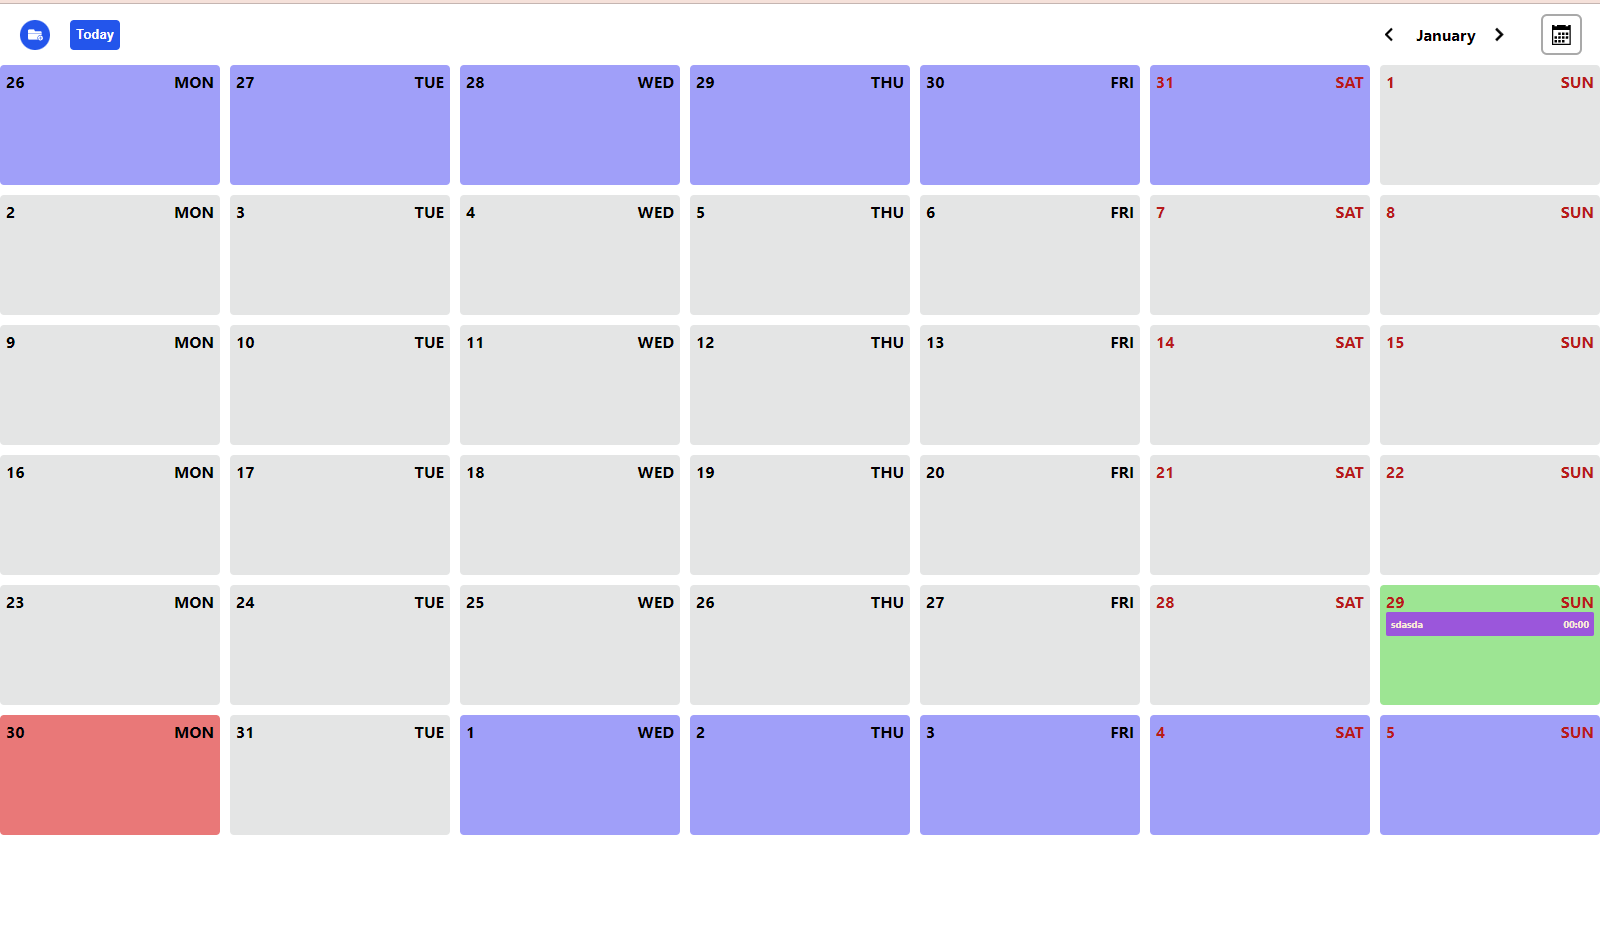 Today January
26 MON 27 TUE 28 WED 29 THU 30 FRI 31 SAT 1 SUN
2 MON 3 TUE 4 WED 5 THU 6 FRI 7 SAT 8 SUN
9 MON 10 TUE 11 WED 12 THU 13 FRI 14 SAT 15 SUN
16 MON 17 TUE 18 WED 19 THU 20 FRI 21 SAT 22 SUN
23 MON 24 TUE 25 WED 26 THU 27 FRI 28 SAT 29 SUN
sdasda 00:00
30 MON 31 TUE 1 WED 2 THU 3 FRI 4 SAT 5 SUN